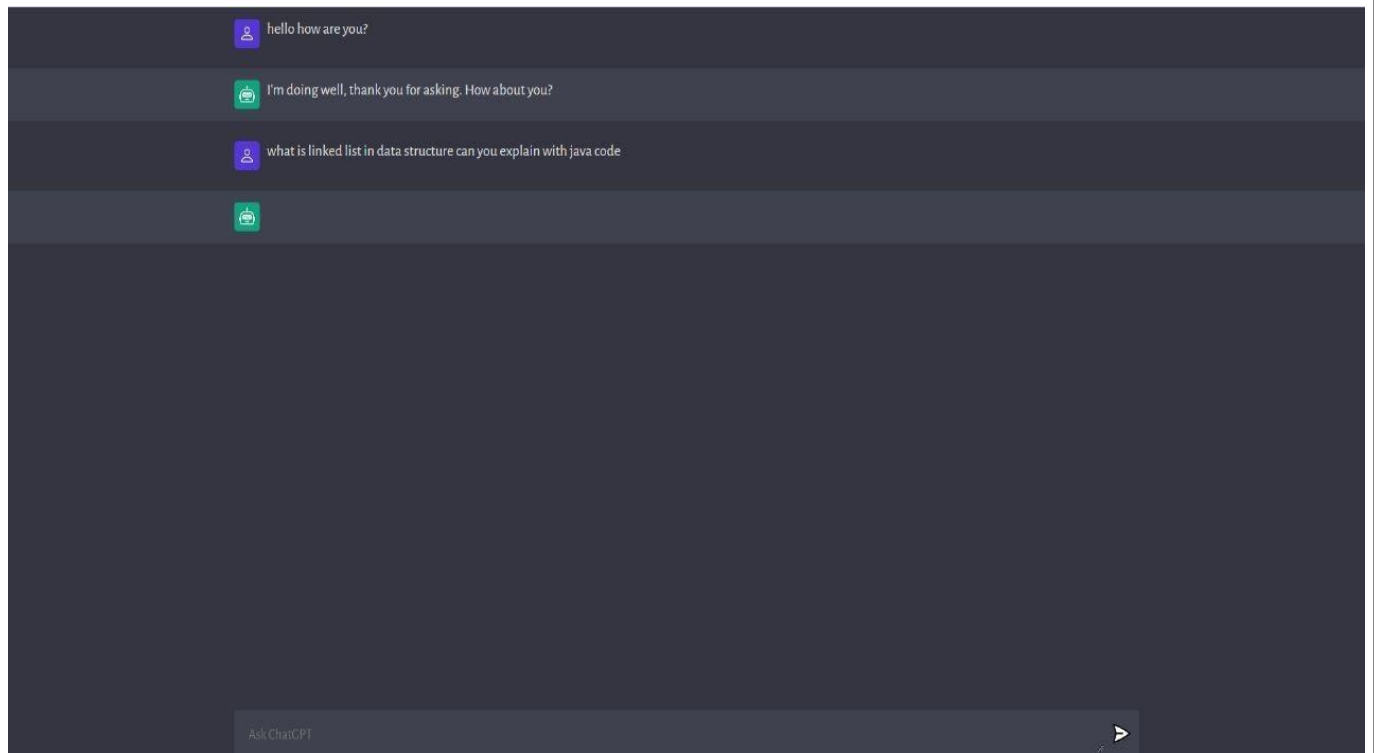 hello how are you?
I'm doing well, thank you for asking. How about you?
what is linked list in data structure can you explain with java code
Ask ChatGPT